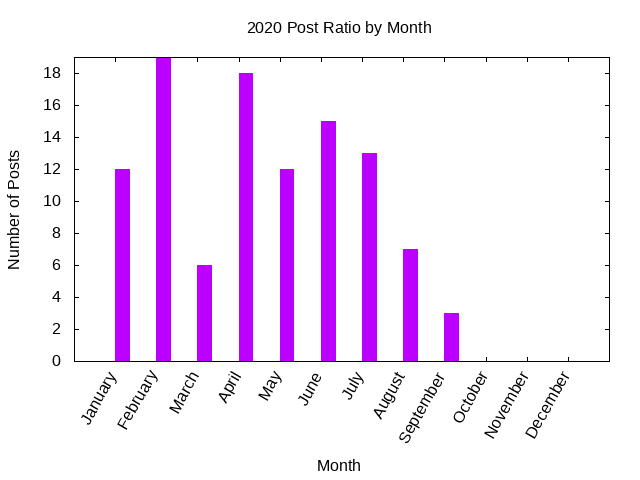 2020 Post Ratio by Month
Number of Posts
18
16
14
12
10
8
6
4
2
0
January
February
March
April
May
June
July
August
September
October
November
December
Month